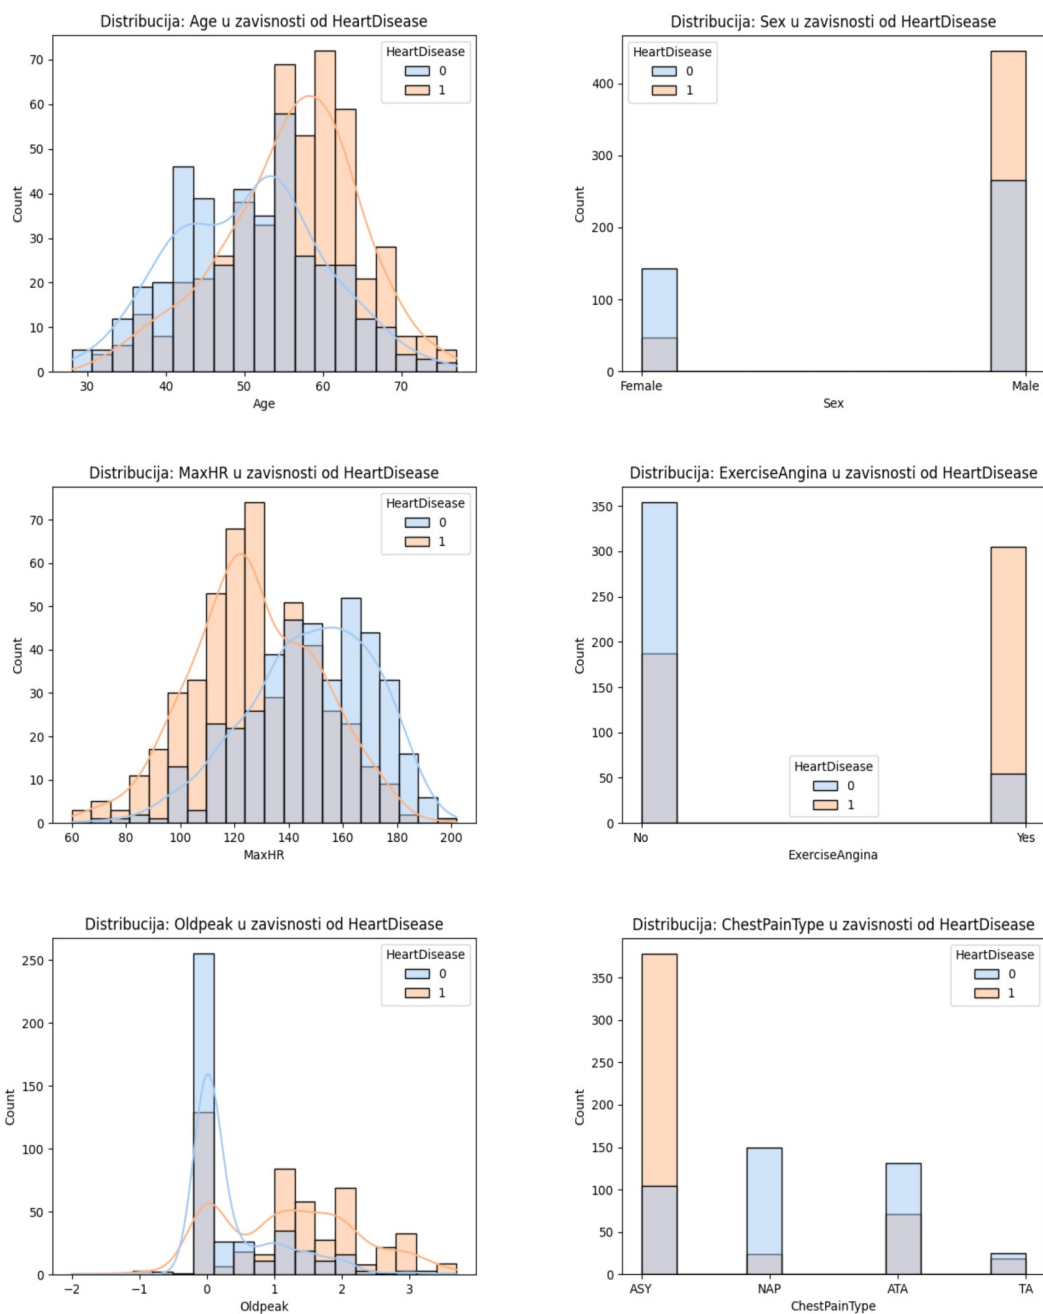 Distribucija: Age u zavisnosti od HeartDisease
HeartDisease
0
1
70
60
50
40
30
20
10
0
Count
30 40 50 60 70
Age
Distribucija: Sex u zavisnosti od HeartDisease
HeartDisease
0
1
400
300
200
100
0
Count
Female Male
Sex
Distribucija: MaxHR u zavisnosti od HeartDisease
HeartDisease
0
1
70
60
50
40
30
20
10
0
Count
60 80 100 120 140 160 180 200
MaxHR
Distribucija: ExerciseAngina u zavisnosti od HeartDisease
350
300
250
200
150
100
50
0
Count
HeartDisease
0
1
No Yes
ExerciseAngina
Distribucija: Oldpeak u zavisnosti od HeartDisease
HeartDisease
0
1
250
200
150
100
50
0
Count
−2 −1 0 1 2 3
Oldpeak
Distribucija: ChestPainType u zavisnosti od HeartDisease
HeartDisease
0
1
350
300
250
200
150
100
50
0
Count
ASY NAP ATA TA
ChestPainType